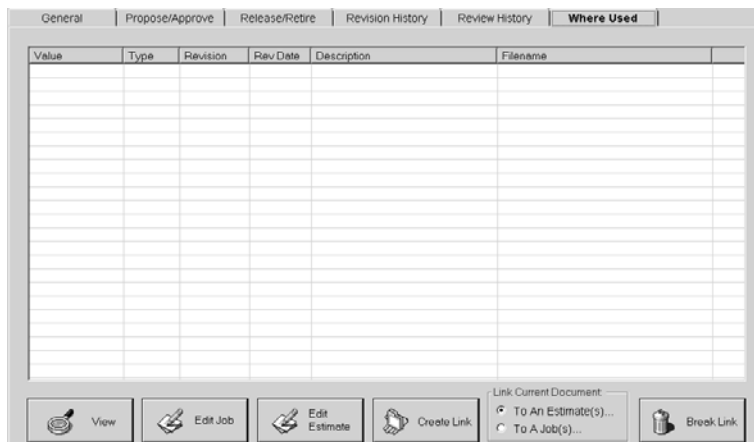 General Propose/Approve Release/Retire Revision History Review History Where Used
Value Type Revision Rev Date Description Filename
Link Current Document:
View Edit Job Edit Estimate Create Link To An Estimate(s)... Break Link
To A Job(s)...